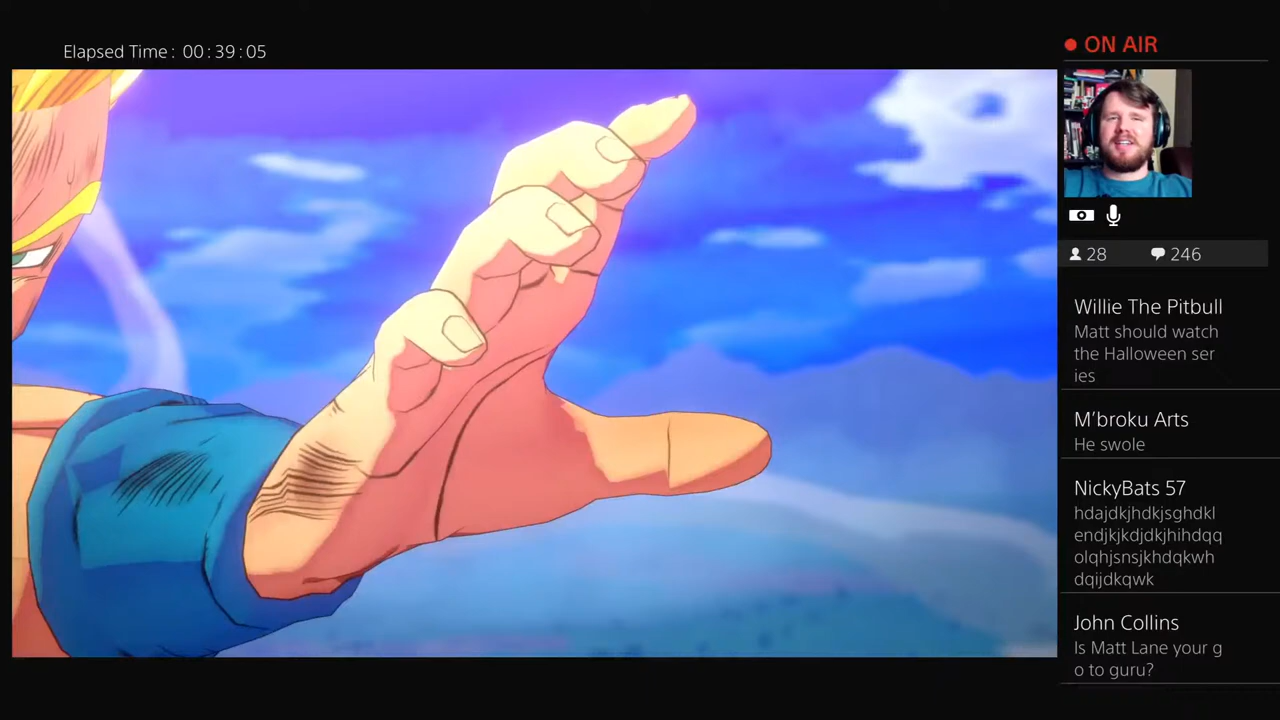 Elapsed Time: 00:39:05
ON AIR
28 246
Willie The Pitbull
Matt should watch
the Halloween ser
ies
M'broku Arts
He swole
NickyBats 57
hdajdkjhdkjsghdkl
endjkjkdjdkjhihdqq
olqhjsnsjkhdqkwh
dqijdkqwk
John Collins
Is Matt Lane your g
o to guru?